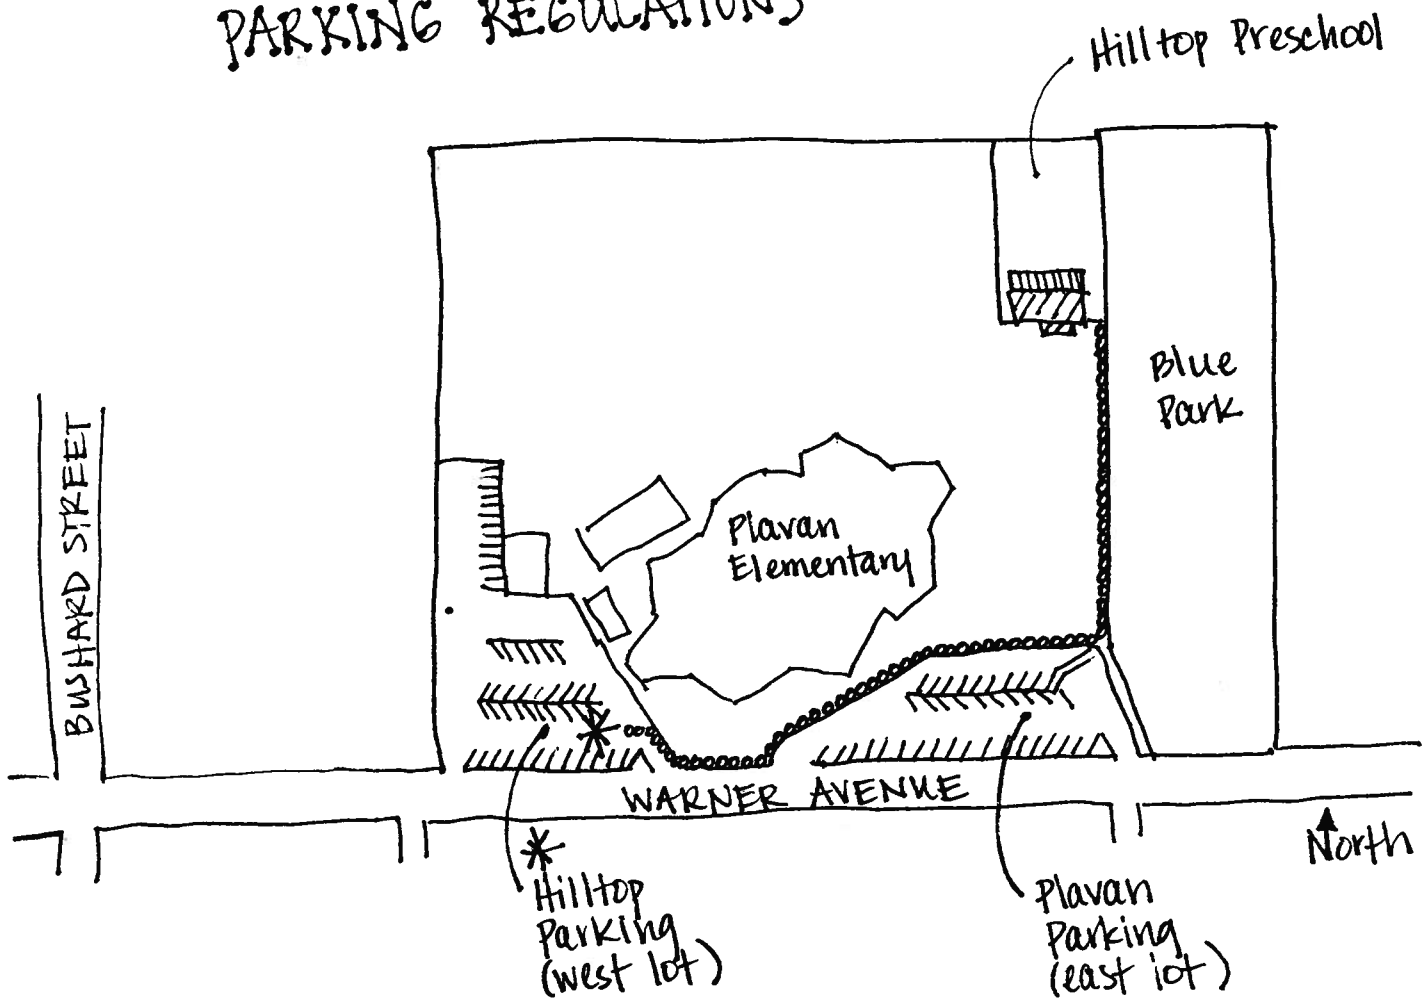 PARKING REGULATIONS
Hilltop Preschool
Blue
Park
BUSHARD STREET
Plavan
Elementary
WARNER AVENUE
North
Hilltop
Parking
(west lot)
Plavan
Parking
(east lot)